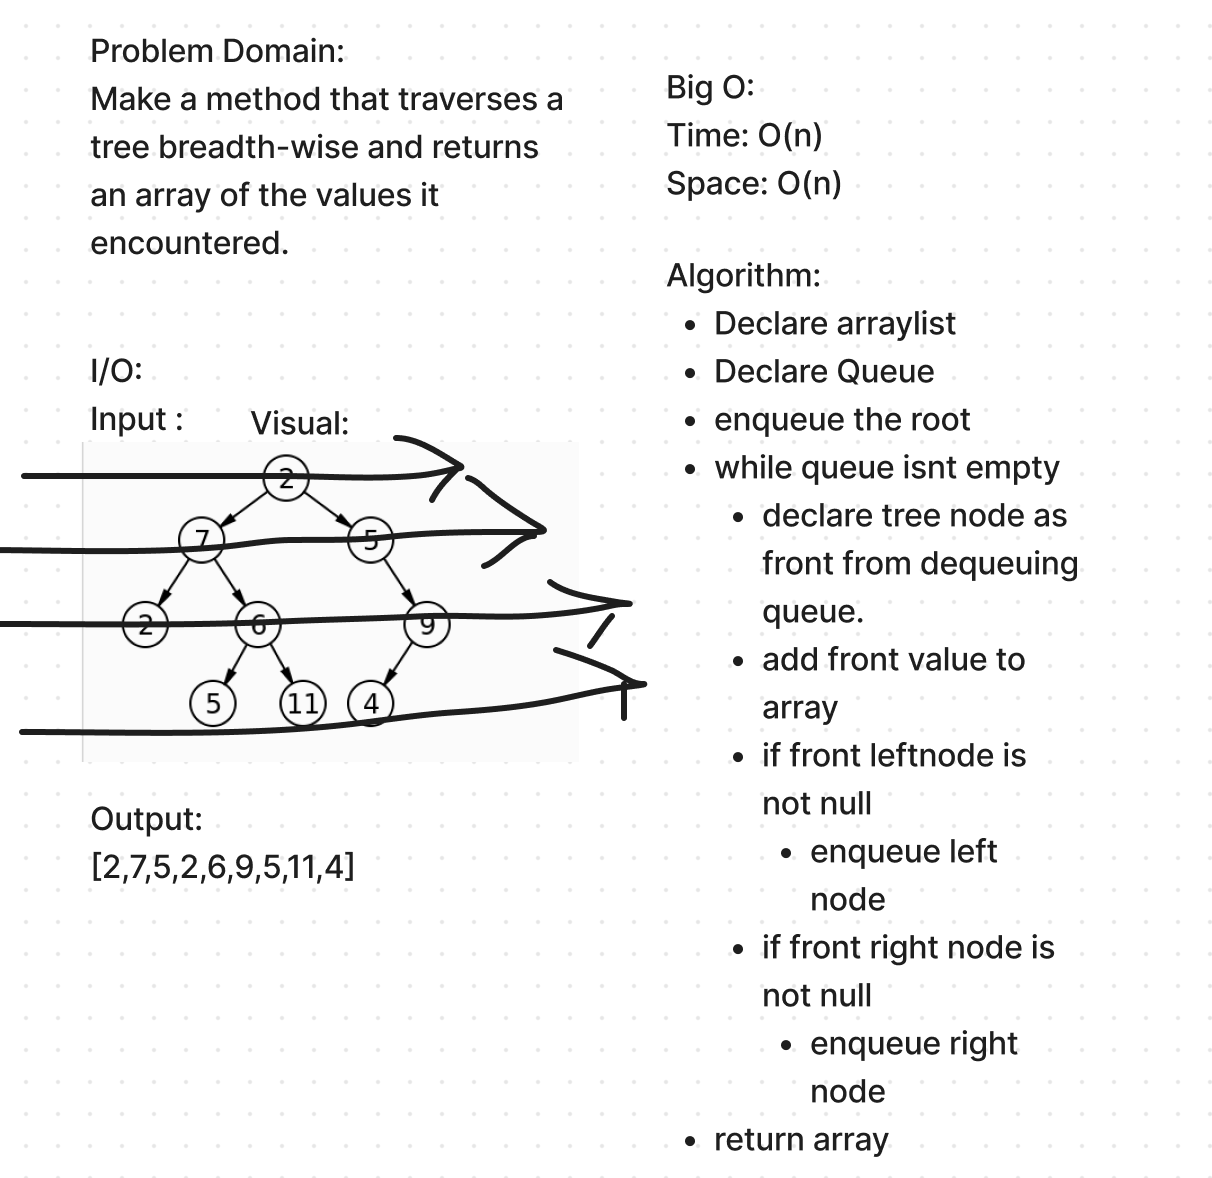 Problem Domain:
Make a method that traverses a
tree breadth-wise and returns
an array of the values it
encountered.
I/O:
Input :
Visual:
2
7 5
2 6 9
5 11 4
Output:
[2,7,5,2,6,9,5,11,4]
Big O:
Time: O(n)
Space: O(n)
Algorithm:
• Declare arraylist
• Declare Queue
• enqueue the root
• while queue isnt empty
• declare tree node as
front from dequeuing
queue.
• add front value to
array
• if front leftnode is
not null
• enqueue left
node
• if front right node is
not null
• enqueue right
node
• return array